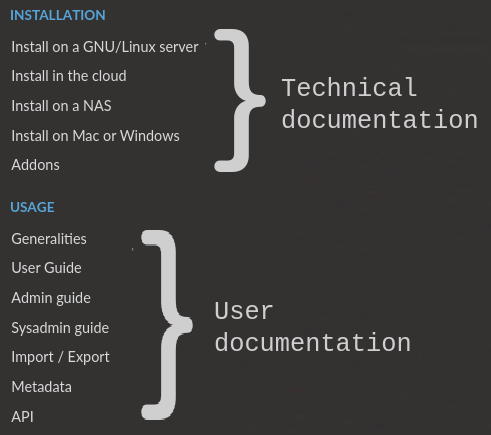 INSTALLATION
Install on a GNU/Linux server
Install in the cloud
Install on a NAS
Install on Mac or Windows
Addons
Technical
documentation
USAGE
Generalities
User Guide
Admin guide
Sysadmin guide
Import / Export
Metadata
API
User
documentation